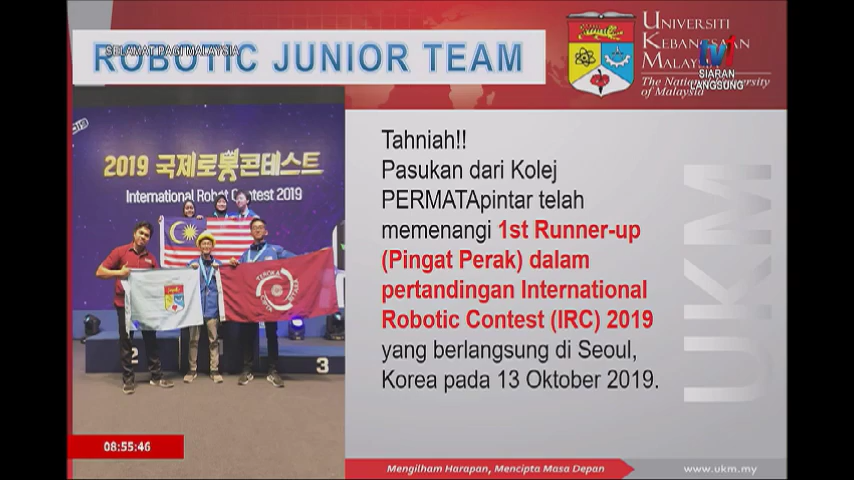 SELAMAT PAGI MALAYSIA
ROBOTIC JUNIOR TEAM
UNIVERSITI
KEBANGSAAN
MALAYSIA
The National University
of Malaysia
tv1
SIARAN
LANGSUNG
2019 국제로봇콘테스트
International Robot Contest 2019
2
3
Tahniah!!
Pasukan dari Kolej
PERMATApintar telah
memenangi 1st Runner-up
(Pingat Perak) dalam
pertandingan International
Robotic Contest (IRC) 2019
yang berlangsung di Seoul,
Korea pada 13 Oktober 2019.
UKM
08:55:46
Mengilham Harapan, Mencipta Masa Depan
www.ukm.my